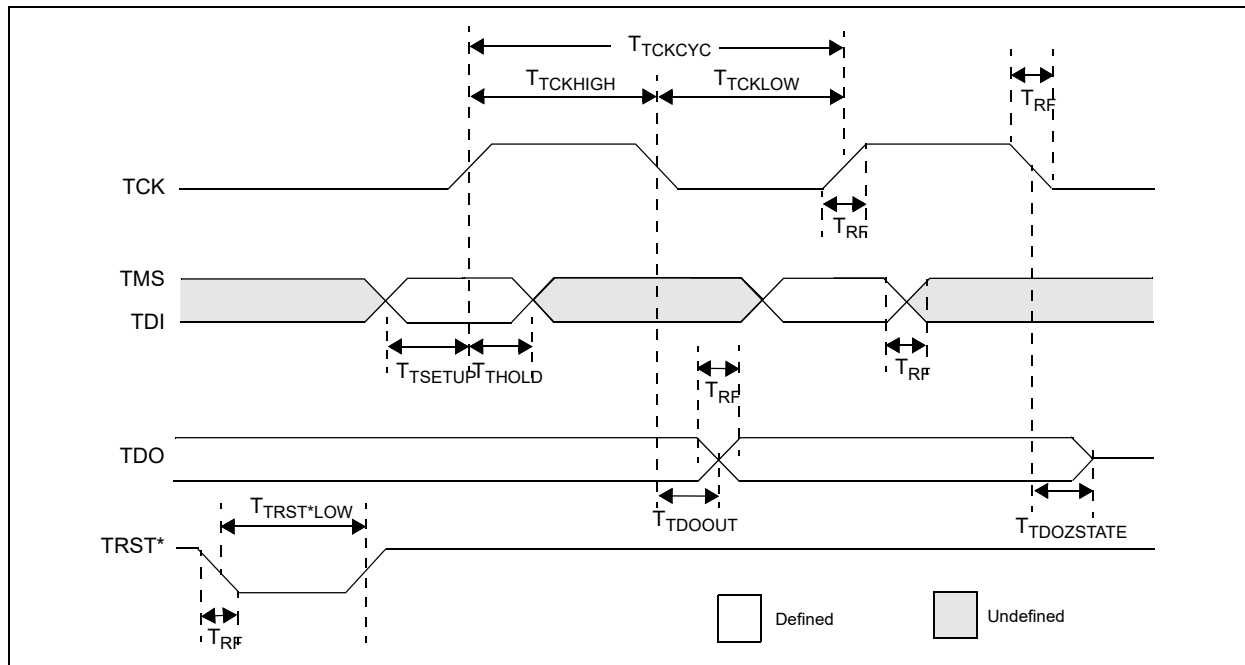 TTCKCYC
TTCKHIGH
TTCKLOW
TRF
TCK
TRF
TMS
TDI
TTSETUP
TTHOLD
TRF
TRF
TDO
TTRST*LOW
TTDOOUT
TTDOZSTATE
TRST*
TRF
Defined
Undefined